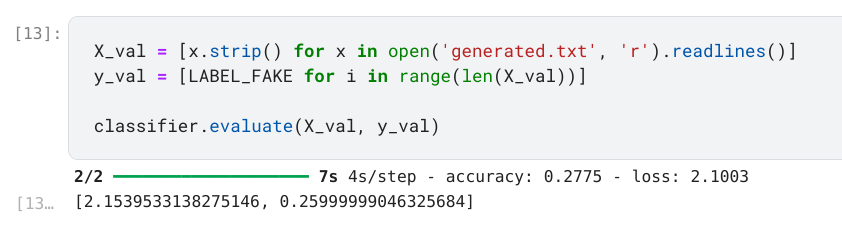 [13]:
X_val = [x.strip() for x in open('generated.txt', 'r').readlines()]
y_val = [LABEL_FAKE for i in range(len(X_val))]
classifier.evaluate(X_val, y_val)
2/2 ━━━━━━━━━━━━━━━━━━━━ 7s 4s/step - accuracy: 0.2775 - loss: 2.1003
[13… [2.1539533138275146, 0.25999999046325684]